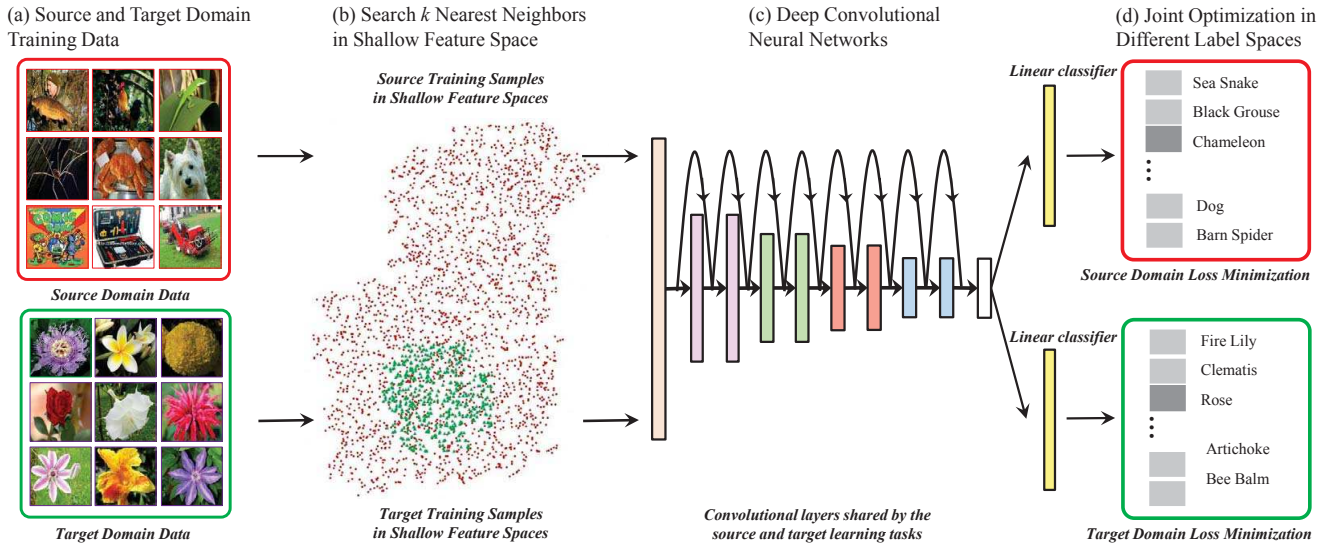 (a) Source and Target Domain
Training Data
(b) Search k Nearest Neighbors
in Shallow Feature Space
(c) Deep Convolutional
Neural Networks
(d) Joint Optimization in
Different Label Spaces
Source Training Samples
in Shallow Feature Spaces
Linear classifier
Sea Snake
Black Grouse
Chameleon
Dog
Barn Spider
Source Domain Data
Source Domain Loss Minimization
Linear classifier
Fire Lily
Clematis
Rose
Artichoke
Bee Balm
Target Domain Data
Target Training Samples
in Shallow Feature Spaces
Convolutional layers shared by the
source and target learning tasks
Target Domain Loss Minimization